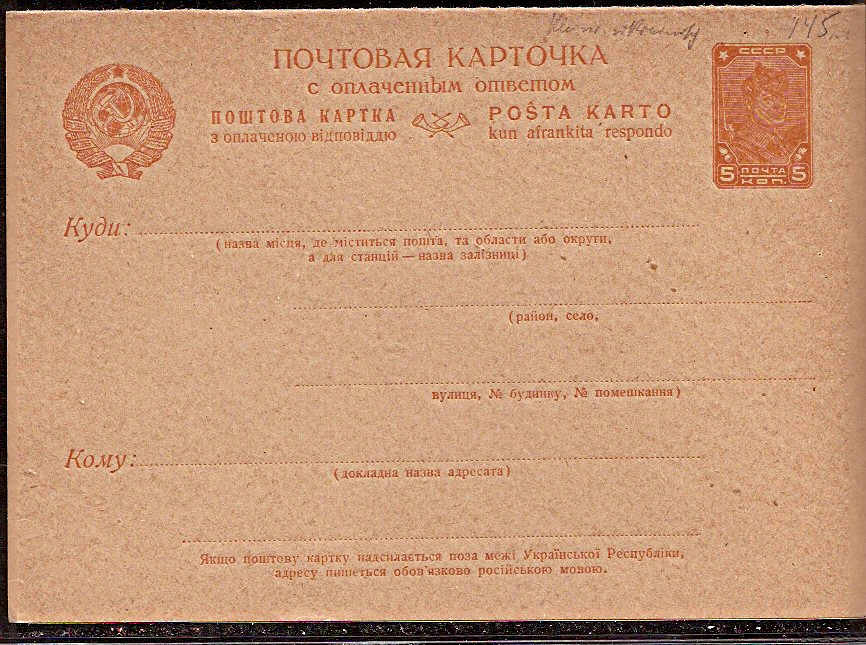 145
ПОЧТОВАЯ КАРТОЧКА
с оплаченным ответом
ПОШТОВА КАРТКА
з оплаченою відповіддю
POŜTA KARTO
kun afrankita respondo
СССР
5 ПОЧТА 5
КОП.
Куди:
(назва місця, де міститься пошта, та области або округи,
а для станцій — назва залізниці)
(район, село,
вулиця, № будинку, № помешкання)
Кому:
(докладна назва адресата)
Якщо поштову картку надсилається поза межі Української Республіки,
адресу пишеться обов'язково російською мовою.